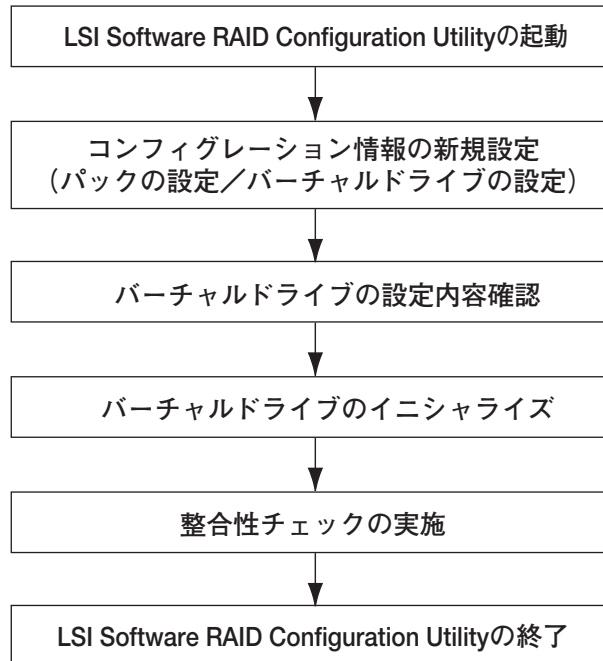 LSI Software RAID Configuration Utilityの起動
コンフィグレーション情報の新規設定
（パックの設定／バーチャルドライブの設定）
バーチャルドライブの設定内容確認
バーチャルドライブのイニシャライズ
整合性チェックの実施
LSI Software RAID Configuration Utilityの終了